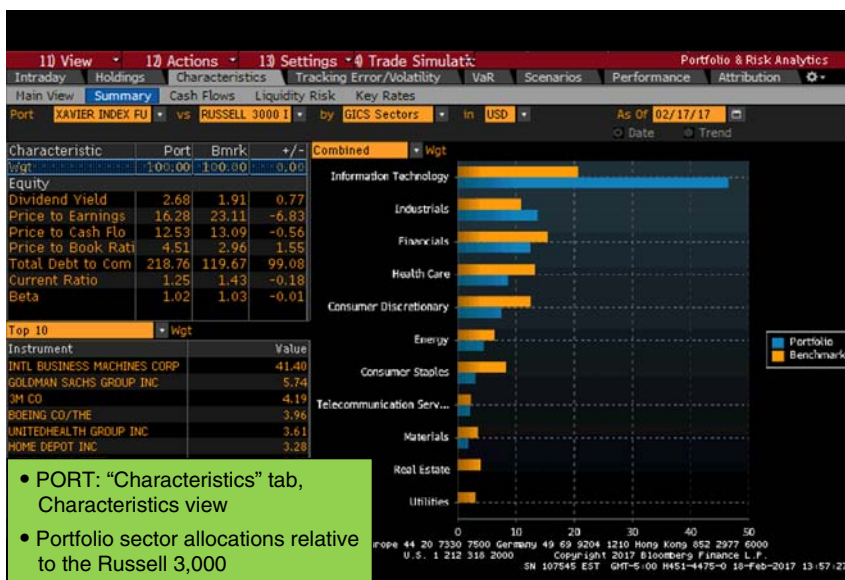 11) View 12) Actions 13) Settings 4) Trade Simulatic Portfolio & Risk Analytics
Intraday Holdings Characteristics Tracking Error/Volatility VaR Scenarios Performance Attribution
Main View Summary Cash Flows Liquidity Risk Key Rates
Port XAVIER INDEX FU vs RUSSELL 3000 I by GICS Sectors in USD As Of 02/17/17
Date Trend
Characteristic Port Bmrk +/-
Wgt 100.00 100.00 0.00
Equity
Dividend Yield 2.68 1.91 0.77
Price to Earnings 16.28 23.11 -6.83
Price to Cash Flo 12.53 13.09 -0.56
Price to Book Rati 4.51 2.96 1.55
Total Debt to Com 218.76 119.67 99.08
Current Ratio 1.25 1.43 -0.18
Beta 1.02 1.03 -0.01
Top 10 Wgt
Instrument Value
INTL BUSINESS MACHINES CORP 41.40
GOLDMAN SACHS GROUP INC 5.74
3M CO 4.19
BOEING CO/THE 3.96
UNITEDHEALTH GROUP INC 3.61
HOME DEPOT INC 3.28
Combined Wgt
Information Technology
Industrials
Financials
Health Care
Consumer Discretionary
Energy
Consumer Staples
Telecommunication Serv...
Materials
Real Estate
Utilities
0 10 20 30 40 50
Portfolio
Benchmark
• PORT: “Characteristics” tab,
Characteristics view
• Portfolio sector allocations relative
to the Russell 3,000
rope 44 20 7330 7500 Germany 49 69 9204 1210 Hong Kong 852 2977 6000
U.S. 1 212 318 2000 Copyright 2017 Bloomberg Finance L.P.
SN 107545 EST GMT-5:00 H451-4475-0 18-Feb-2017 13:57:27